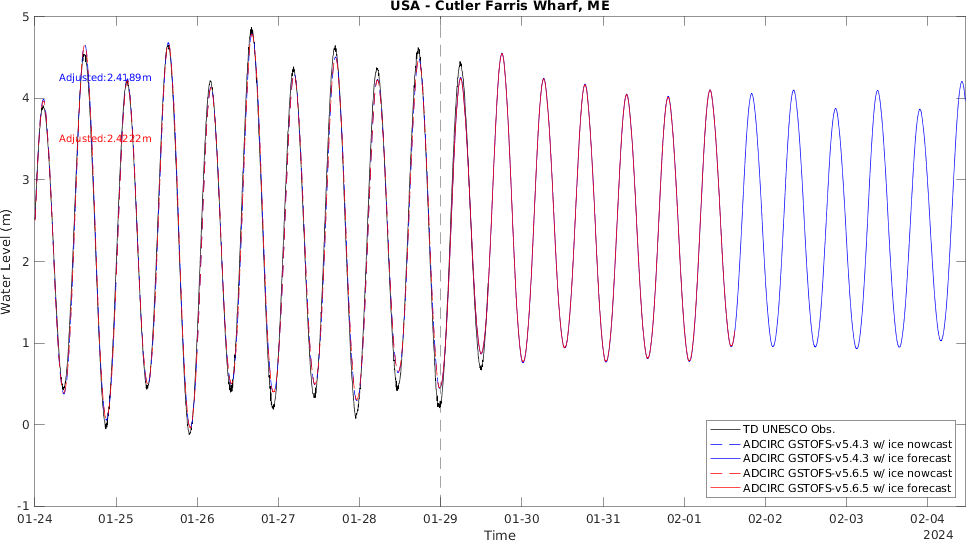 USA - Cutler Farris Wharf, ME
5
4
3
2
1
0
-1
Water Level (m)
Adjusted:2.4189m
Adjusted:2.4222m
TD UNESCO Obs.
ADCIRC GSTOFS-v5.4.3 w/ ice nowcast
ADCIRC GSTOFS-v5.4.3 w/ ice forecast
ADCIRC GSTOFS-v5.6.5 w/ ice nowcast
ADCIRC GSTOFS-v5.6.5 w/ ice forecast
01-24 01-25 01-26 01-27 01-28 01-29 01-30 01-31 02-01 02-02 02-03 02-04
Time
2024